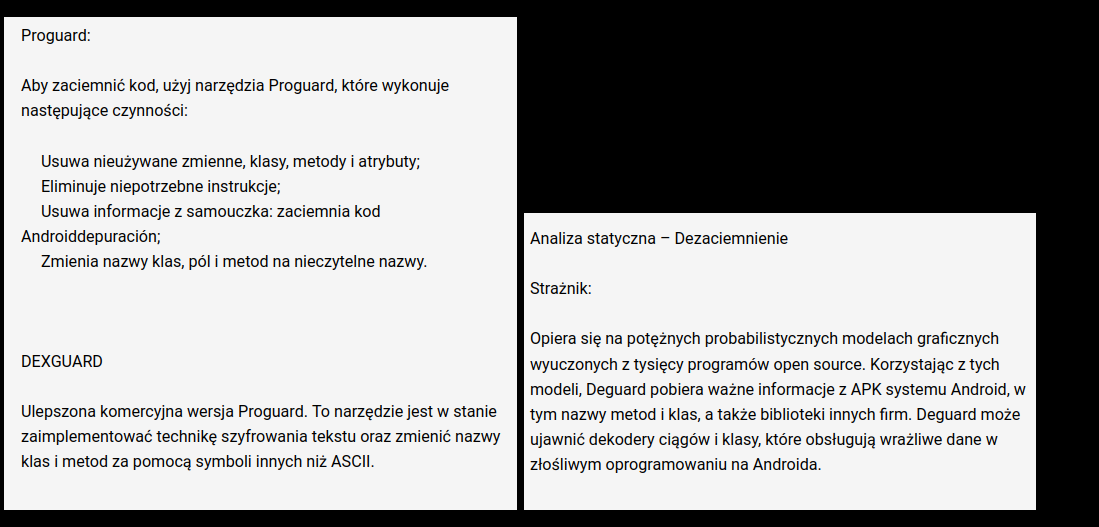 Proguard:
Aby zaciemnić kod, użyj narzędzia Proguard, które wykonuje
następujące czynności:
Usuwa nieużywane zmienne, klasy, metody i atrybuty;
Eliminuje niepotrzebne instrukcje;
Usuwa informacje z samouczka: zaciemnia kod
Androiddepuración;
Zmienia nazwy klas, pól i metod na nieczytelne nazwy.
DEXGUARD
Ulepszona komercyjna wersja Proguard. To narzędzie jest w stanie
zaimplementować technikę szyfrowania tekstu oraz zmienić nazwy
klas i metod za pomocą symboli innych niż ASCII.
Analiza statyczna – Dezaciemnienie
Strażnik:
Opiera się na potężnych probabilistycznych modelach graficznych
wyuczonych z tysięcy programów open source. Korzystając z tych
modeli, Deguard pobiera ważne informacje z APK systemu Android, w
tym nazwy metod i klas, a także biblioteki innych firm. Deguard może
ujawnić dekodery ciągów i klasy, które obsługują wrażliwe dane w
złośliwym oprogramowaniu na Androida.